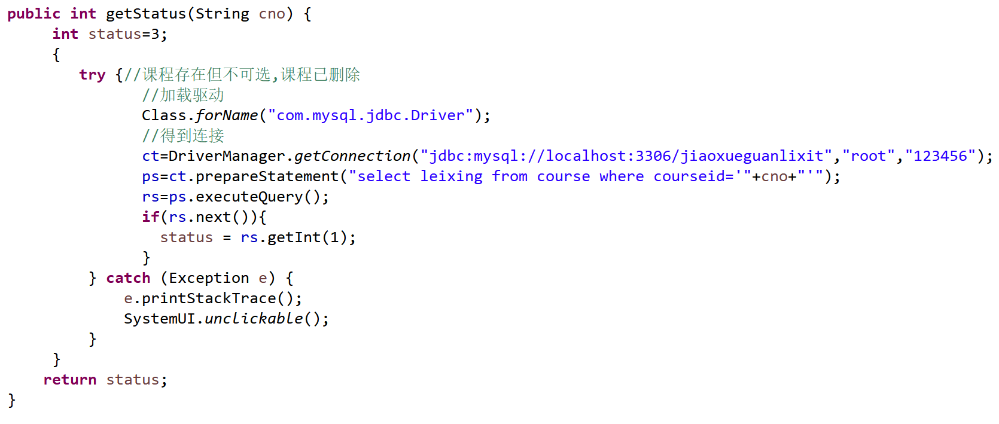 public int getStatus(String cno) {
int status=3;
{
try {//课程存在但不可选,课程已删除
//加载驱动
Class.forName("com.mysql.jdbc.Driver");
//得到连接
ct=DriverManager.getConnection("jdbc:mysql://localhost:3306/jiaoxueguanlixit","root","123456");
ps=ct.prepareStatement("select leixing from course where courseid='"+cno+"'");
rs=ps.executeQuery();
if(rs.next()){
status = rs.getInt(1);
}
} catch (Exception e) {
e.printStackTrace();
SystemUI.unclickable();
}
}
return status;
}